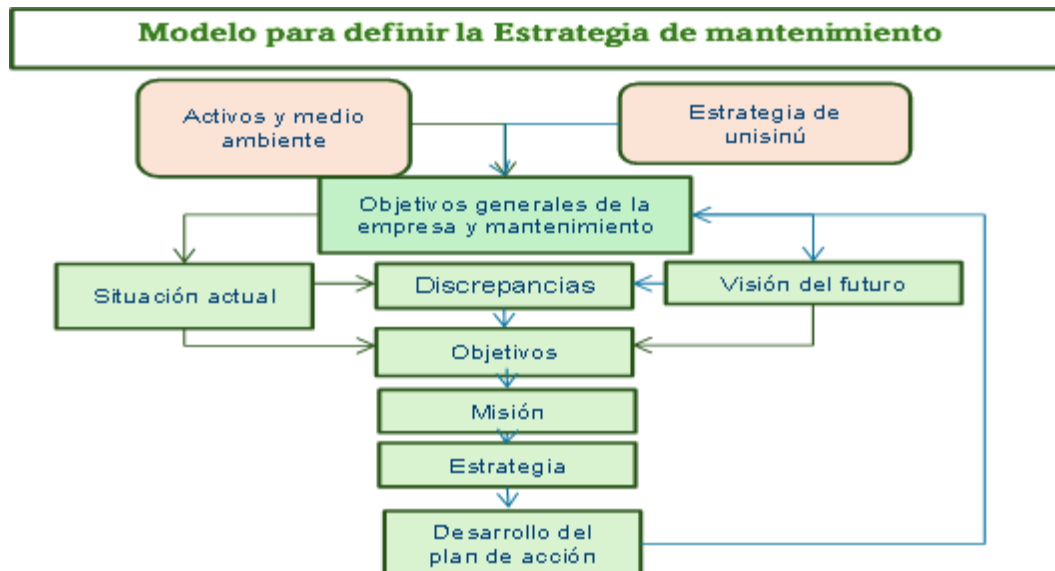 Modelo para definir la Estrategia de mantenimiento
Activos y medio
ambiente
Estrategia de
unisinú
Objetivos generales de la
empresa y mantenimiento
Situación actual
Discrepancias
Visión del futuro
Objetivos
Misión
Estrategia
Desarrollo del
plan de acción